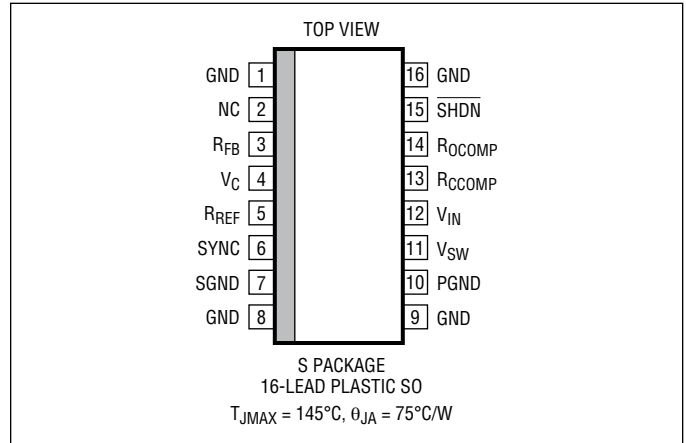 TOP VIEW
GND 1
NC 2
RFB 3
VC 4
RREF 5
SYNC 6
SGND 7
GND 8
16 GND
15 SHDN
14 ROCOMP
13 RCCOMP
12 VIN
11 VSW
10 PGND
9 GND
S PACKAGE
16-LEAD PLASTIC SO
TJMAX = 145°C, θJA = 75°C/W